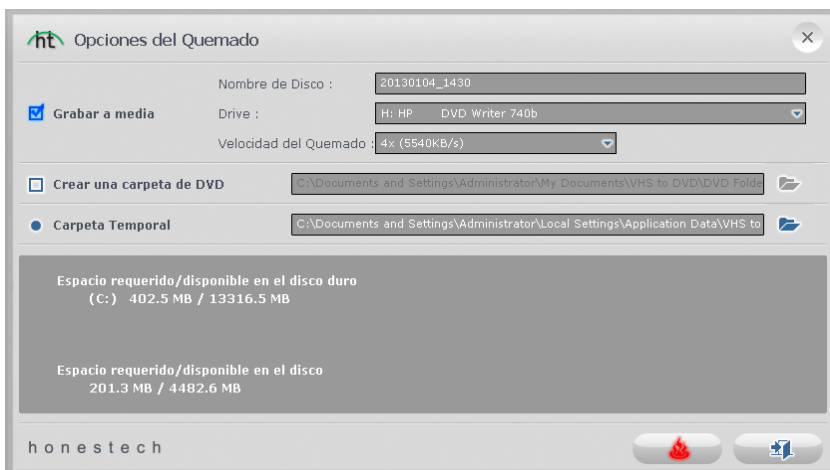 ht Opciones del Quemado
Nombre de Disco : 20130104_1430
Grabar a media Drive : H: HP DVD Writer 740b
Velocidad del Quemado : 4x (5540KB/s)
Crear una carpeta de DVD C:\Documents and Settings\Administrator\My Documents\VHS to DVD\DVD Folde
Carpeta Temporal C:\Documents and Settings\Administrator\Local Settings\Application Data\VHS to
Espacio requerido/disponible en el disco duro
(C:) 402.5 MB / 13316.5 MB
Espacio requerido/disponible en el disco
201.3 MB / 4482.6 MB
honestech